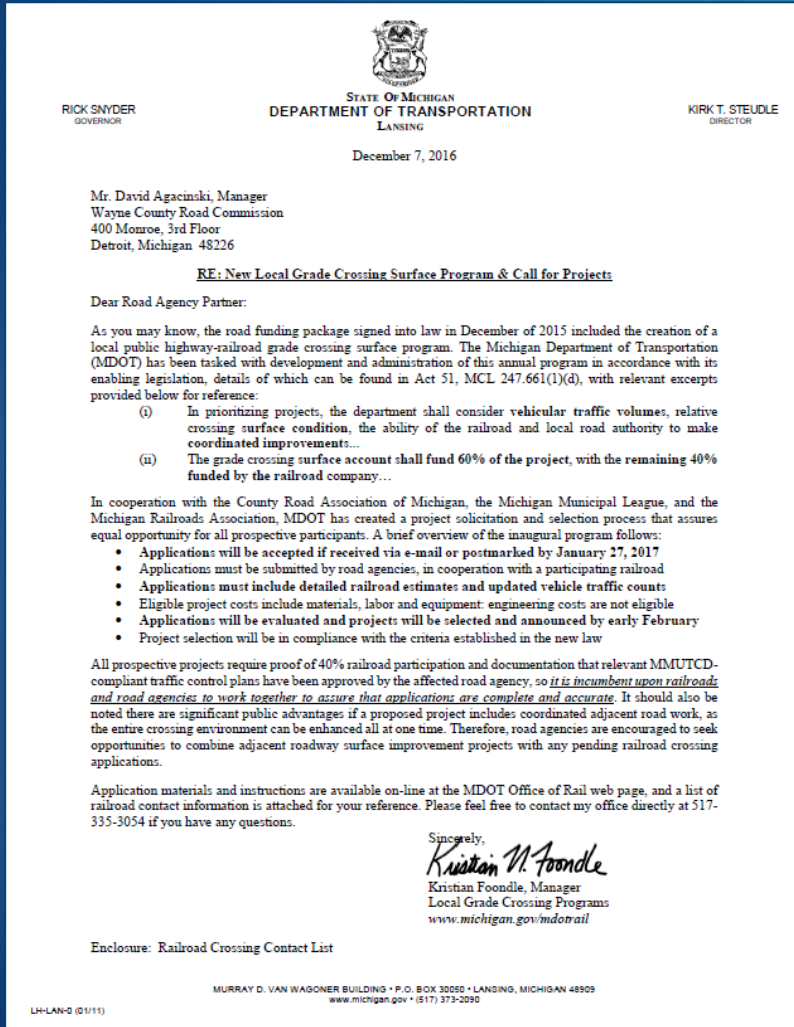 STATE OF MICHIGAN
RICK SNYDER
GOVERNOR
DEPARTMENT OF TRANSPORTATION
LANSING
KIRK T. STEUDLE
DIRECTOR
December 7, 2016
Mr. David Agacinski, Manager
Wayne County Road Commission
400 Monroe, 3rd Floor
Detroit, Michigan 48226
RE: New Local Grade Crossing Surface Program & Call for Projects
Dear Road Agency Partner:
As you may know, the road funding package signed into law in December of 2015 included the creation of a
local public highway-railroad grade crossing surface program. The Michigan Department of Transportation
(MDOT) has been tasked with development and administration of this annual program in accordance with its
enabling legislation, details of which can be found in Act 51, MCL 247.661(1)(d), with relevant excerpts
provided below for reference:
(i) In prioritizing projects, the department shall consider vehicular traffic volumes, relative
crossing surface condition, the ability of the railroad and local road authority to make
coordinated improvements...
(ii) The grade crossing surface account shall fund 60% of the project, with the remaining 40%
funded by the railroad company…
In cooperation with the County Road Association of Michigan, the Michigan Municipal League, and the
Michigan Railroads Association, MDOT has created a project solicitation and selection process that assures
equal opportunity for all prospective participants. A brief overview of the inaugural program follows:
• Applications will be accepted if received via e-mail or postmarked by January 27, 2017
• Applications must be submitted by road agencies, in cooperation with a participating railroad
• Applications must include detailed railroad estimates and updated vehicle traffic counts
• Eligible project costs include materials, labor and equipment: engineering costs are not eligible
• Applications will be evaluated and projects will be selected and announced by early February
• Project selection will be in compliance with the criteria established in the new law
All prospective projects require proof of 40% railroad participation and documentation that relevant MMUTCD-
compliant traffic control plans have been approved by the affected road agency, so it is incumbent upon railroads
and road agencies to work together to assure that applications are complete and accurate. It should also be
noted there are significant public advantages if a proposed project includes coordinated adjacent road work, as
the entire crossing environment can be enhanced all at one time. Therefore, road agencies are encouraged to seek
opportunities to combine adjacent roadway surface improvement projects with any pending railroad crossing
applications.
Application materials and instructions are available on-line at the MDOT Office of Rail web page, and a list of
railroad contact information is attached for your reference. Please feel free to contact my office directly at 517-
335-3054 if you have any questions.
Sincerely,
Kristian N. Foondle
Kristian Foondle, Manager
Local Grade Crossing Programs
www.michigan.gov/mdotrail
Enclosure: Railroad Crossing Contact List
MURRAY D. VAN WAGONER BUILDING • P.O. BOX 30050 • LANSING, MICHIGAN 48909
www.michigan.gov • (517) 373-2090
LH-LAN-0 (01/11)